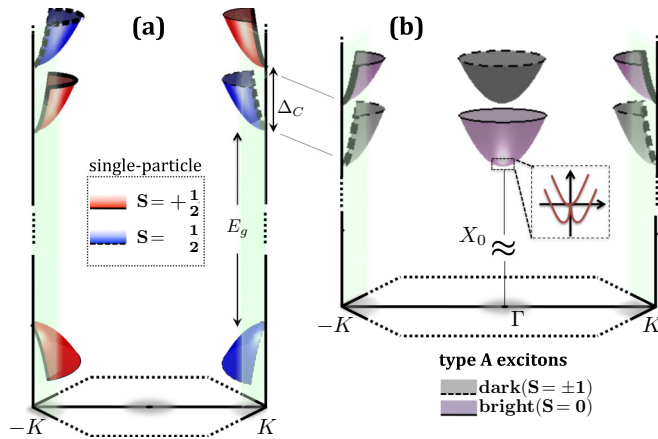 (a)
Δ_C
single-particle
S = + 1/2
S = 1/2
E_g
−K
K
(b)
X_0
≈
Γ
−K
K
type A excitons
dark(S = ±1)
bright(S = 0)